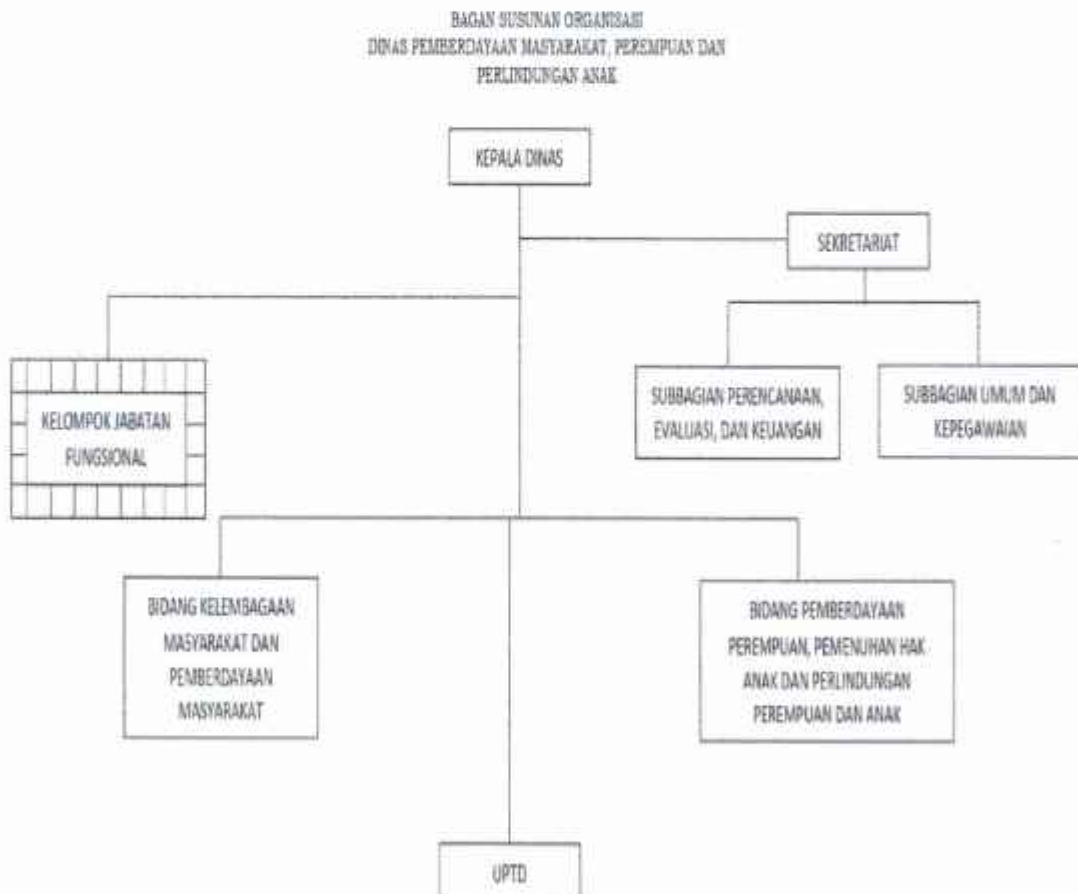 BAGAN SUSUNAN ORGANISASI
DINAS PEMBERDAYAAN MASYARAKAT, PEREMPUAN DAN
PERLINDUNGAN ANAK
KEPALA DINAS
SEKRETARIAT
SUBBAGIAN PERENCANAAN,
EVALUASI, DAN KEUANGAN
SUBBAGIAN UMUM DAN
KEPEGAWAIAN
KELOMPOK JABATAN
FUNGSIONAL
BIDANG KELEMBAGAAN
MASYARAKAT DAN
PEMBERDAYAAN
MASYARAKAT
BIDANG PEMBERDAYAAN
PEREMPUAN, PEMENUHAN HAK
ANAK DAN PERLINDUNGAN
PEREMPUAN DAN ANAK
UPTD